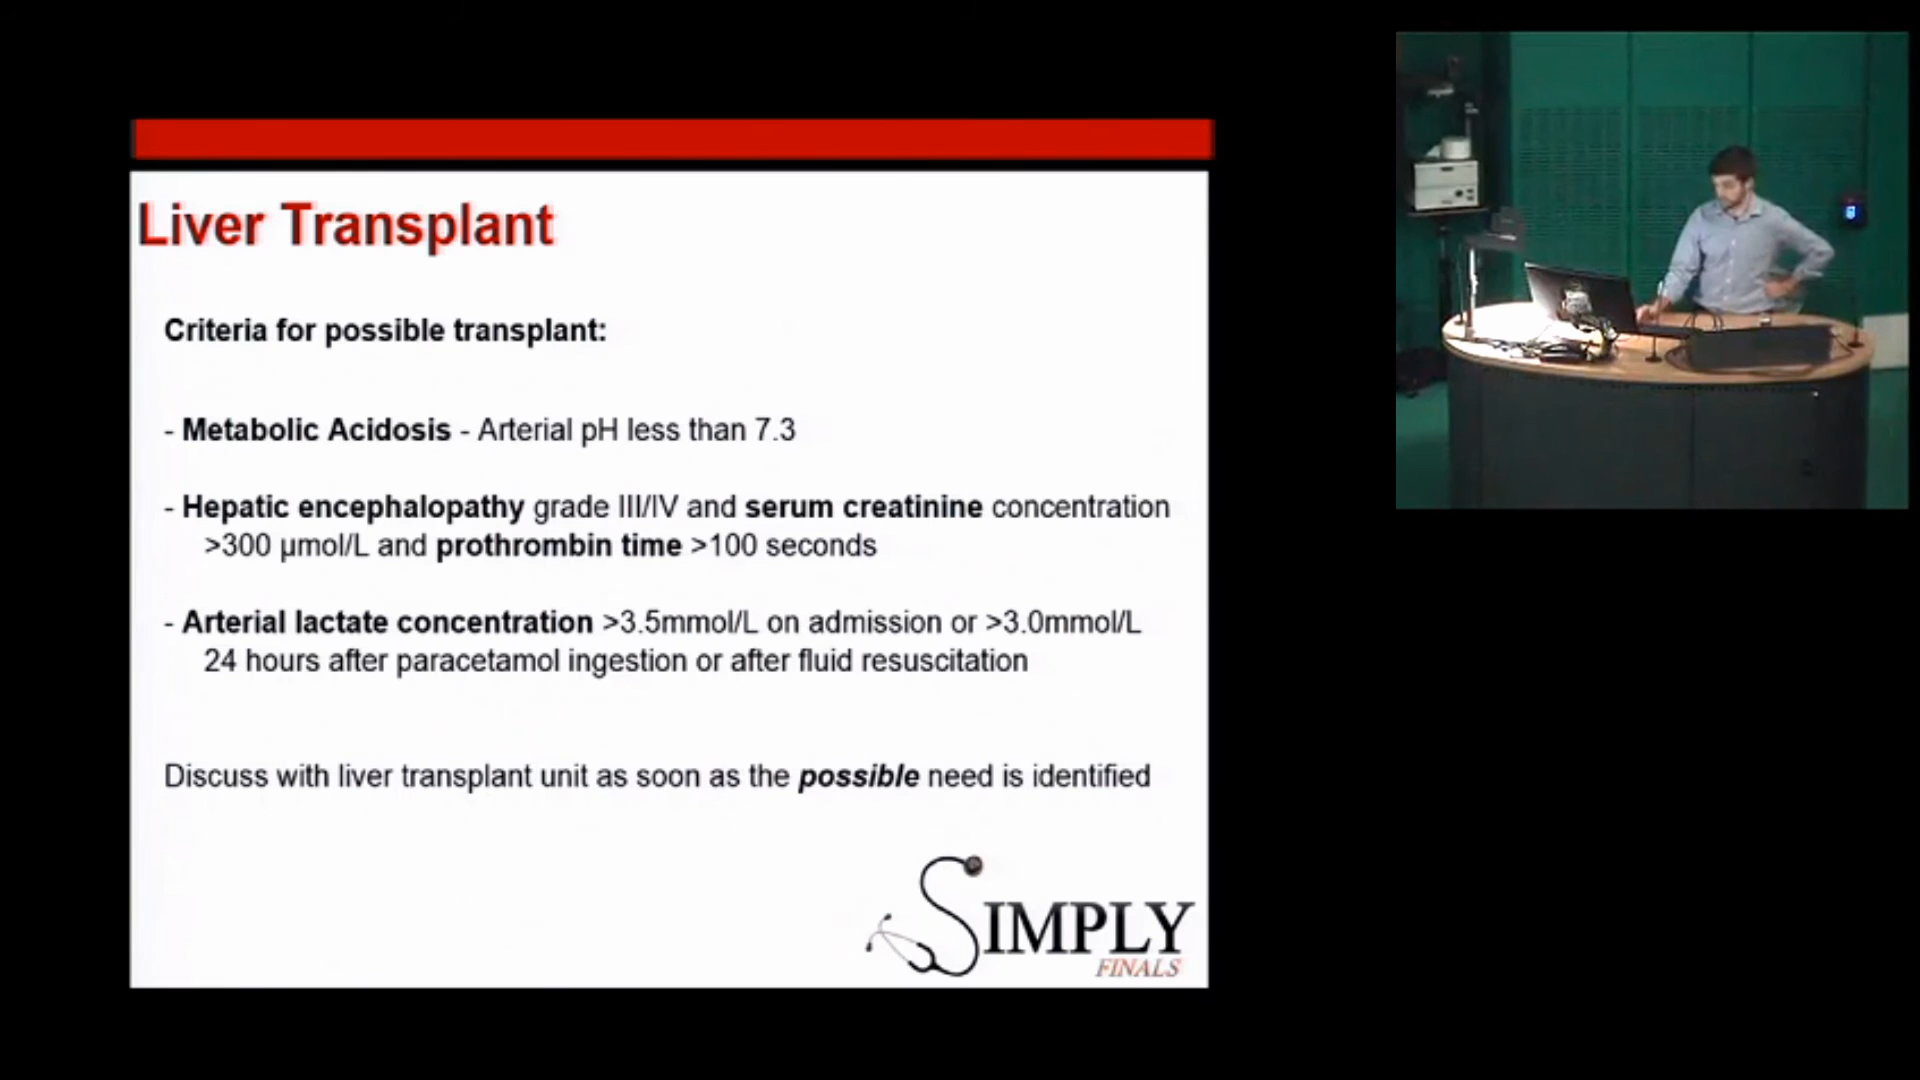 Liver Transplant
Criteria for possible transplant:
- Metabolic Acidosis - Arterial pH less than 7.3
- Hepatic encephalopathy grade III/IV and serum creatinine concentration
>300 µmol/L and prothrombin time >100 seconds
- Arterial lactate concentration >3.5mmol/L on admission or >3.0mmol/L
24 hours after paracetamol ingestion or after fluid resuscitation
Discuss with liver transplant unit as soon as the possible need is identified
SIMPLY
FINALS